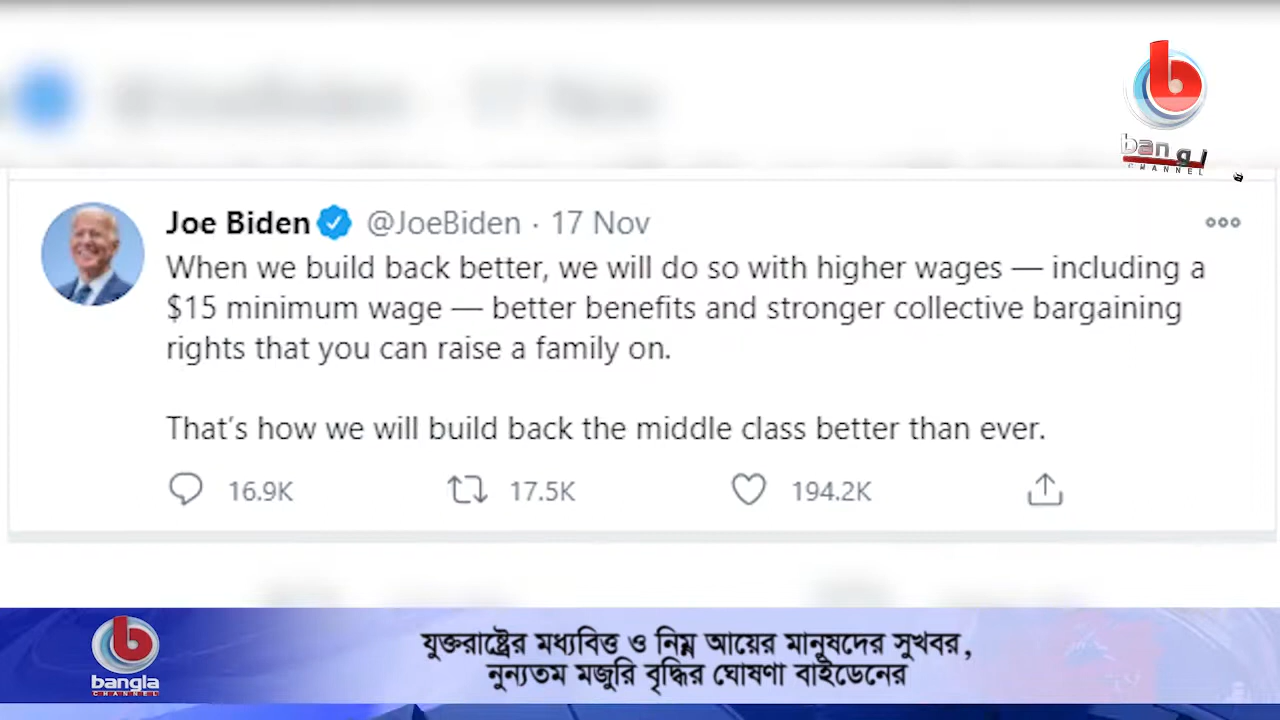 bangla
CHANNEL
Joe Biden @JoeBiden · 17 Nov
When we build back better, we will do so with higher wages — including a
$15 minimum wage — better benefits and stronger collective bargaining
rights that you can raise a family on.
That's how we will build back the middle class better than ever.
16.9K 17.5K 194.2K
যুক্তরাষ্ট্রের মধ্যবিত্ত ও নিম্ন আয়ের মানুষদের সুখবর,
নুন্যতম মজুরি বৃদ্ধির ঘোষণা বাইডেনের
bangla
CHANNEL